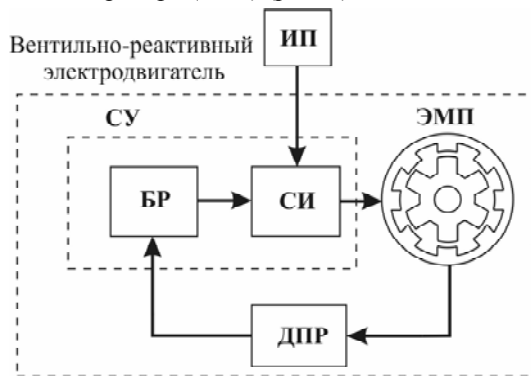 Вентильно-реактивный
электродвигатель
ИП
СУ
ЭМП
БР
СИ
ДПР